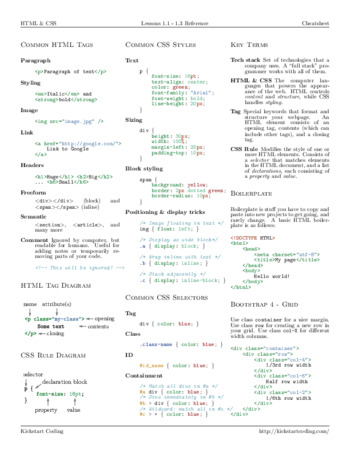 HTML & CSS
Lessons 1.1 - 1.3 Reference
Cheatsheet
Common HTML Tags
Paragraph
<p>Paragraph of text</p>
Styling
<em>Italic</em> and
<strong>bold</strong>
Image
<img src="image.jpg" />
Link
<a href="http://google.com/">
Link to Google
</a>
Headers
<h1>Huge</h1> <h2>Big</h2>
... <h6>Small</h6>
Freeform
<div></div> (block) and
<span></span> (inline)
Semantic
<section>, <article>, and
many more
Comment Ignored by computer, but
readable for humans. Useful for
adding notes or temporarily re-
moving parts of your code.
<!-- This will be ignored! -->
HTML Tag Diagram
name attribute(s)
<p class="my-class"> opening
Some text contents
</p> closing
CSS Rule Diagram
selector
declaration block
p {
font-size: 18pt;
}
property value
Common CSS Styles
Text
p {
font-size: 18pt;
text-align: center;
color: green;
font-family: "Arial";
font-weight: bold;
line-height: 20px;
}
Sizing
div {
height: 30px;
width: 100%;
margin-left: 20px;
padding-top: 10px;
}
Block styling
span {
background: yellow;
border: 2px dotted green;
border-radius: 10px;
}
Positioning & display tricks
/* Image floating in text */
img { float: left; }
/* Display as wide block*/
.a { display: block; }
/* Wrap inline with text */
.b { display: inline; }
/* Stack adjacently */
.c { display: inline-block; }
Common CSS Selectors
Tag
div { color: blue; }
Class
.class-name { color: blue; }
ID
#id_name { color: blue; }
Containment
/* Match all divs in #a */
#a div { color: blue; }
/* Divs immediately in #b */
#b > div { color: blue; }
/* Wildcard: match all in #c */
#c > * { color: blue; }
Key Terms
Tech stack Set of technologies that a
company uses. A "full stack" pro-
grammer works with all of them.
HTML & CSS The computer lan-
guages that powers the appear-
ance of the web. HTML controls
content and structure, while CSS
handles styling.
Tag Special keywords that format and
structure your webpage. An
HTML element consists of an
opening tag, contents (which can
include other tags), and a closing
tag.
CSS Rule Modifies the style of one or
more HTML elements. Consists of
a selector that matches elements
in the HTML document, and a list
of declarations, each consisting of
a property and value.
Boilerplate
Boilerplate is stuff you have to copy and
paste into new projects to get going, and
rarely change. A basic HTML boiler-
plate is as follows:
<!DOCTYPE HTML>
<html>
<head>
<meta charset="utf-8">
<title>My page</title>
</head>
<body>
Hello world!
</body>
</html>
Bootstrap 4 - Grid
Use class container for a nice margin.
Use class row for creating a new row in
your grid. Use class col-1 for different
width columns.
<div class="container">
<div class="row">
<div class="col-4">
1/3rd row width
</div>
<div class="col-6">
Half row width
</div>
<div class="col-2">
1/6th row width
</div>
</div>
</div>
Kickstart Coding
http://kickstartcoding.com/